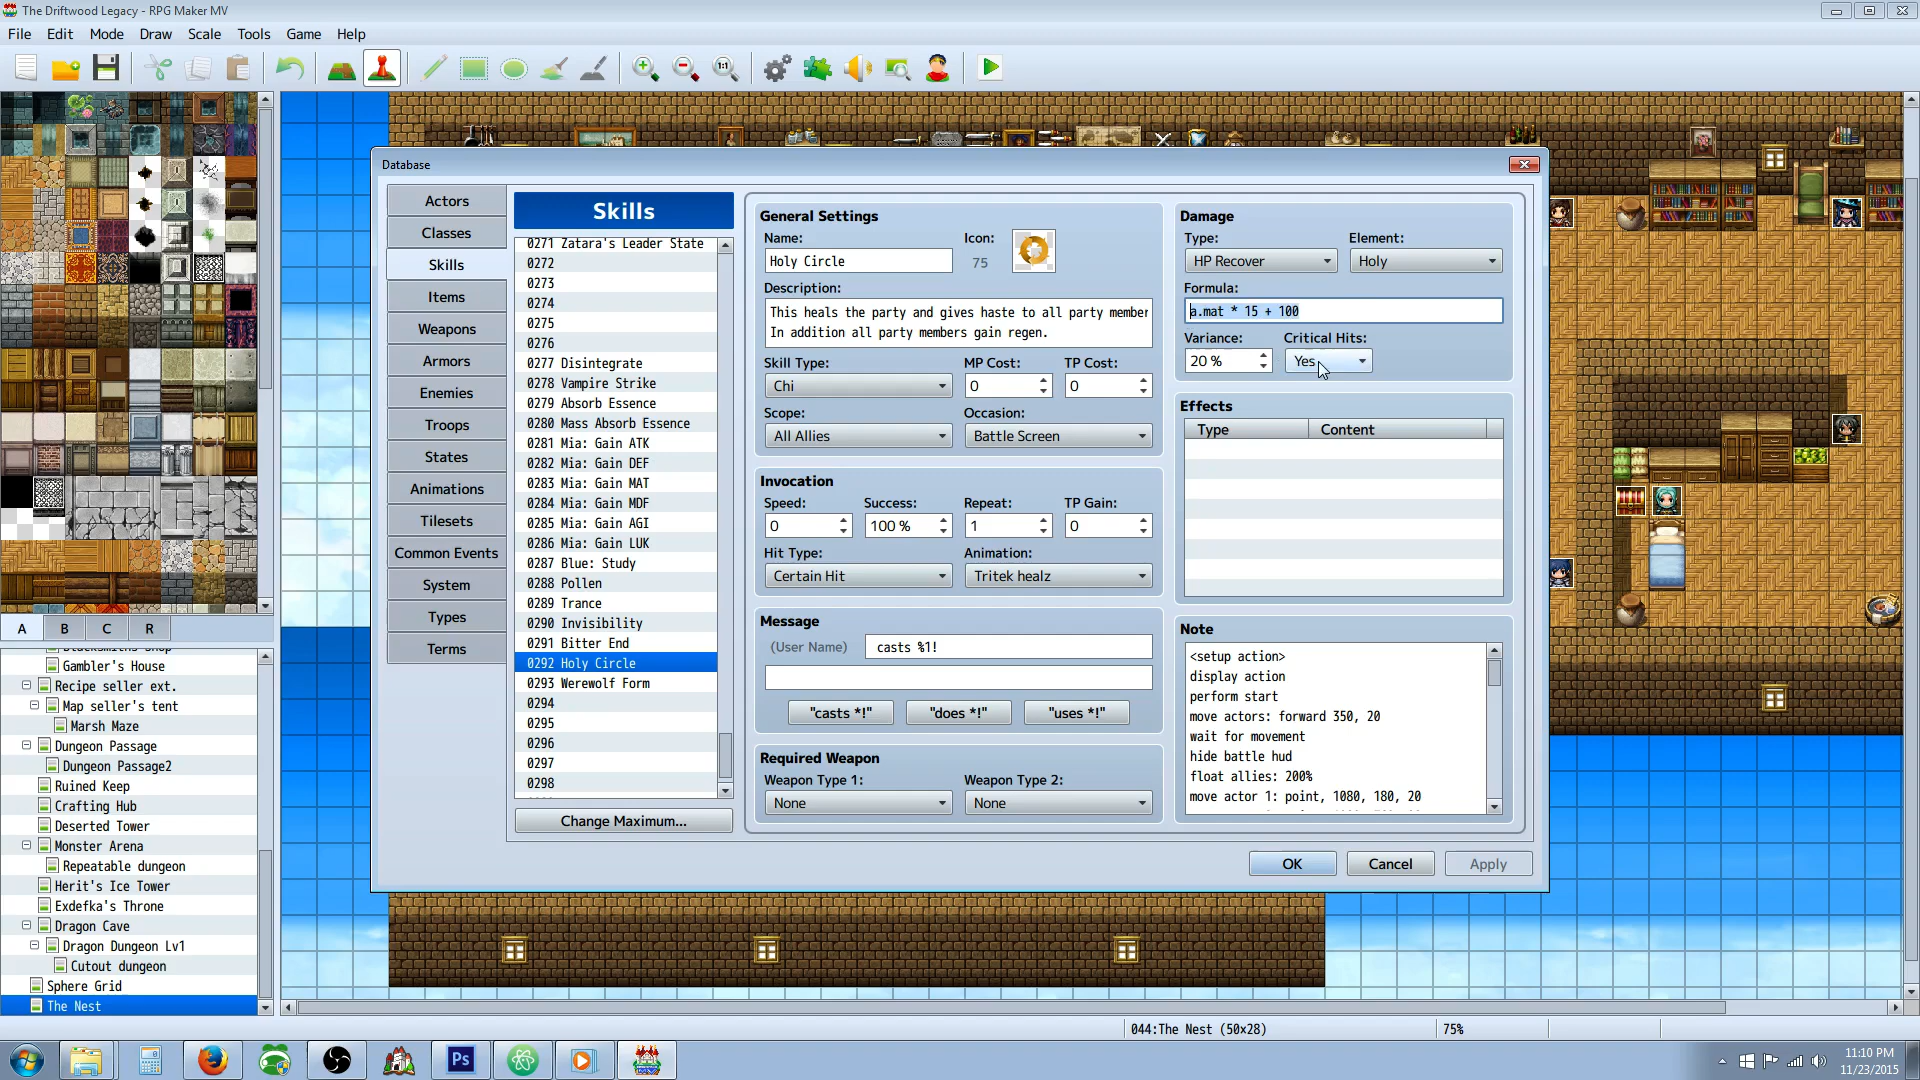 The Driftwood Legacy - RPG Maker MV
File Edit Mode Draw Scale Tools Game Help
1:1
Database
Actors
Classes
Skills
Items
Weapons
Armors
Enemies
Troops
States
Animations
Tilesets
Common Events
System
Types
Terms
Skills
0271 Zatara's Leader State
0272
0273
0274
0275
0276
0277 Disintegrate
0278 Vampire Strike
0279 Absorb Essence
0280 Mass Absorb Essence
0281 Mia: Gain ATK
0282 Mia: Gain DEF
0283 Mia: Gain MAT
0284 Mia: Gain MDF
0285 Mia: Gain AGI
0286 Mia: Gain LUK
0287 Blue: Study
0288 Pollen
0289 Trance
0290 Invisibility
0291 Bitter End
0292 Holy Circle
0293 Werewolf Form
0294
0295
0296
0297
0298
Change Maximum...
General Settings
Name: Icon:
Holy Circle 75
Description:
This heals the party and gives haste to all party member
In addition all party members gain regen.
Skill Type: MP Cost: TP Cost:
Chi 0 0
Scope: Occasion:
All Allies Battle Screen
Invocation
Speed: Success: Repeat: TP Gain:
0 100 % 1 0
Hit Type: Animation:
Certain Hit Tritek healz
Message
(User Name) casts %1!
"casts *!" "does *!" "uses *!"
Required Weapon
Weapon Type 1: Weapon Type 2:
None None
Damage
Type: Element:
HP Recover Holy
Formula:
a.mat * 15 + 100
Variance: Critical Hits:
20 % Yes
Effects
Type Content
Note
<setup action>
display action
perform start
move actors: forward 350, 20
wait for movement
hide battle hud
float allies: 200%
move actor 1: point, 1080, 180, 20
OK Cancel Apply
A B C R
Gambler's House
Recipe seller ext.
Map seller's tent
Marsh Maze
Dungeon Passage
Dungeon Passage2
Ruined Keep
Crafting Hub
Deserted Tower
Monster Arena
Repeatable dungeon
Herit's Ice Tower
Exdefka's Throne
Dragon Cave
Dragon Dungeon Lv1
Cutout dungeon
Sphere Grid
The Nest
044:The Nest (50x28) 75%
Ps
11:10 PM
11/23/2015